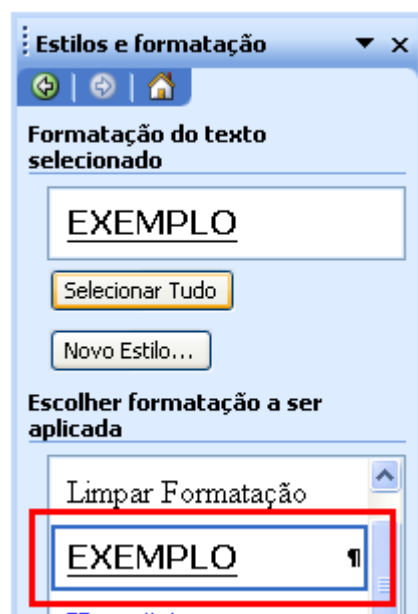 Estilos e formatação
Formatação do texto
selecionado
EXEMPLO
Selecionar Tudo
Novo Estilo...
Escolher formatação a ser
aplicada
Limpar Formatação
EXEMPLO ¶